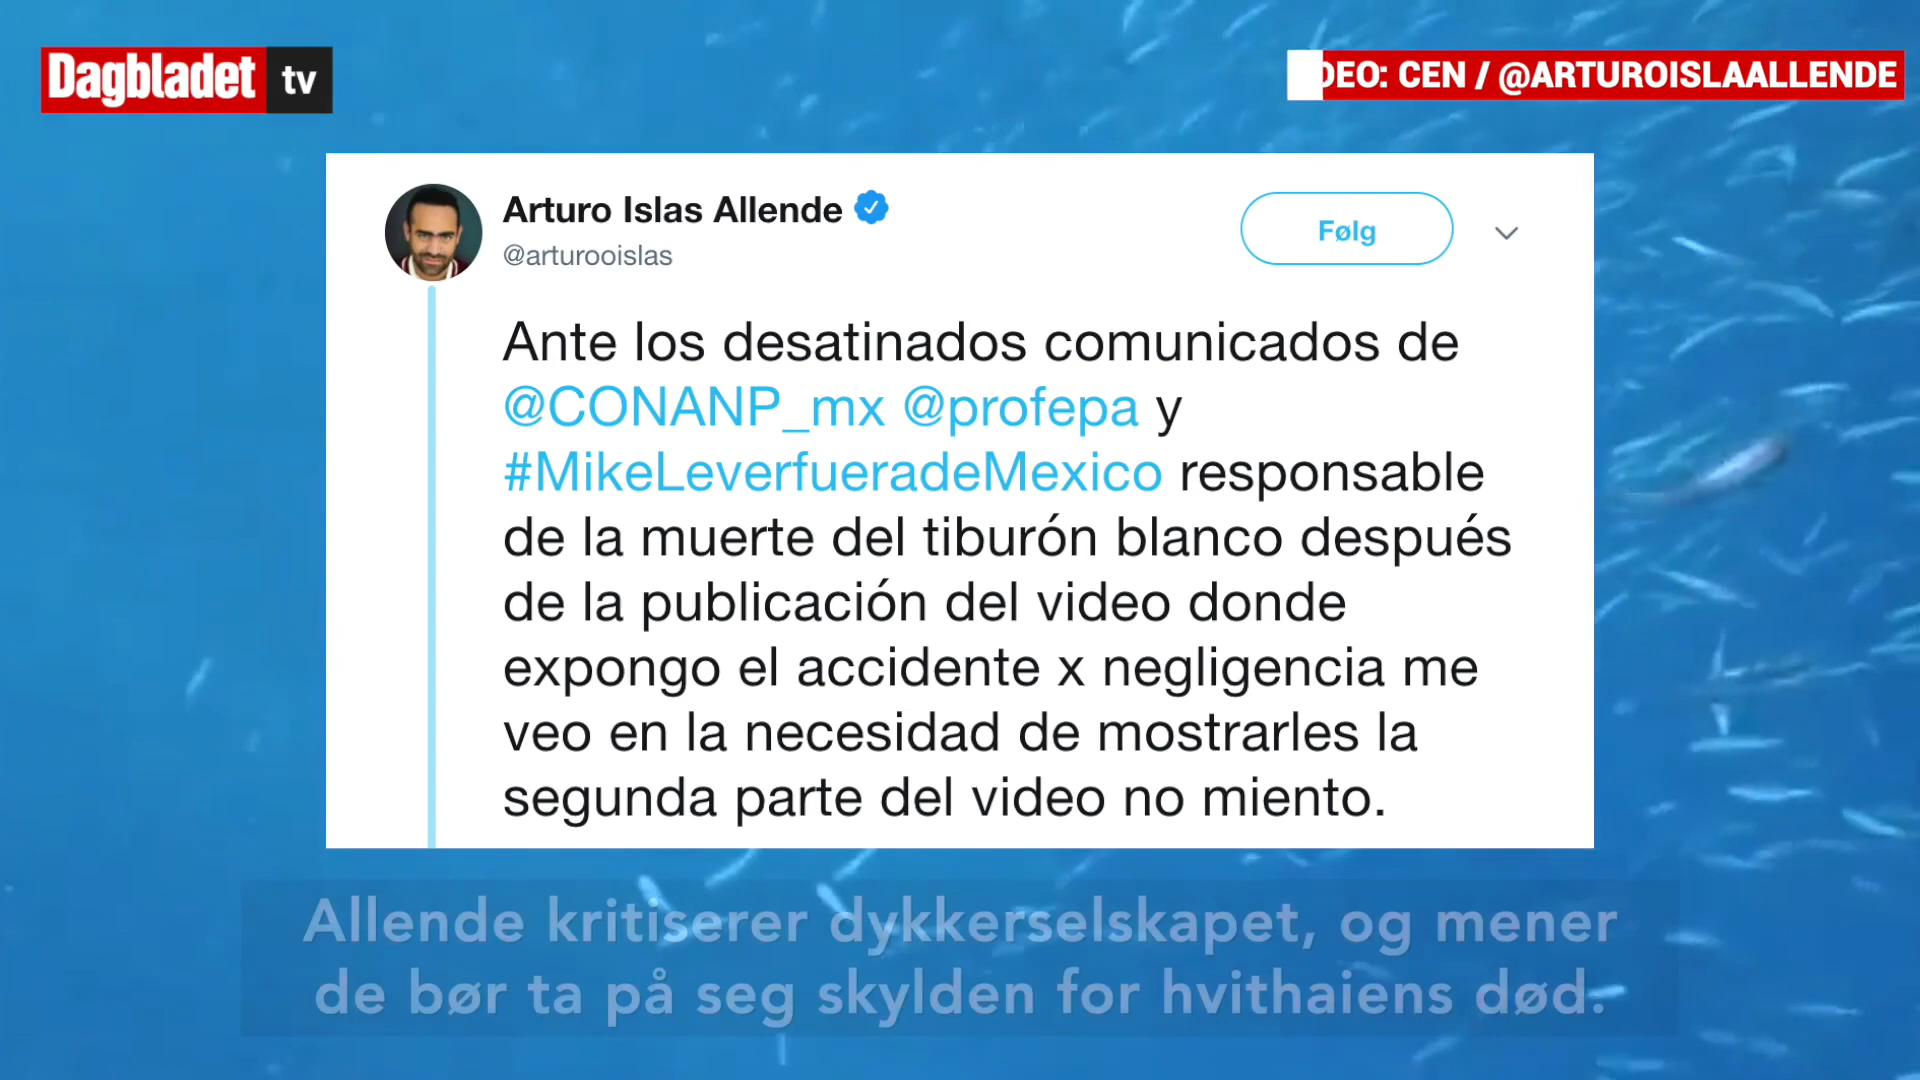 Dagbladet tv
DEO: CEN / @ARTUROISLAALLENDE
Arturo Islas Allende
@arturooislas
Følg
Ante los desatinados comunicados de
@CONANP_mx @profepa y
#MikeLeverfueradeMexico responsable
de la muerte del tiburón blanco después
de la publicación del video donde
expongo el accidente x negligencia me
veo en la necesidad de mostrarles la
segunda parte del video no miento.
Allende kritiserer dykkerselskapet, og mener
de bør ta på seg skylden for hvithaiens død.